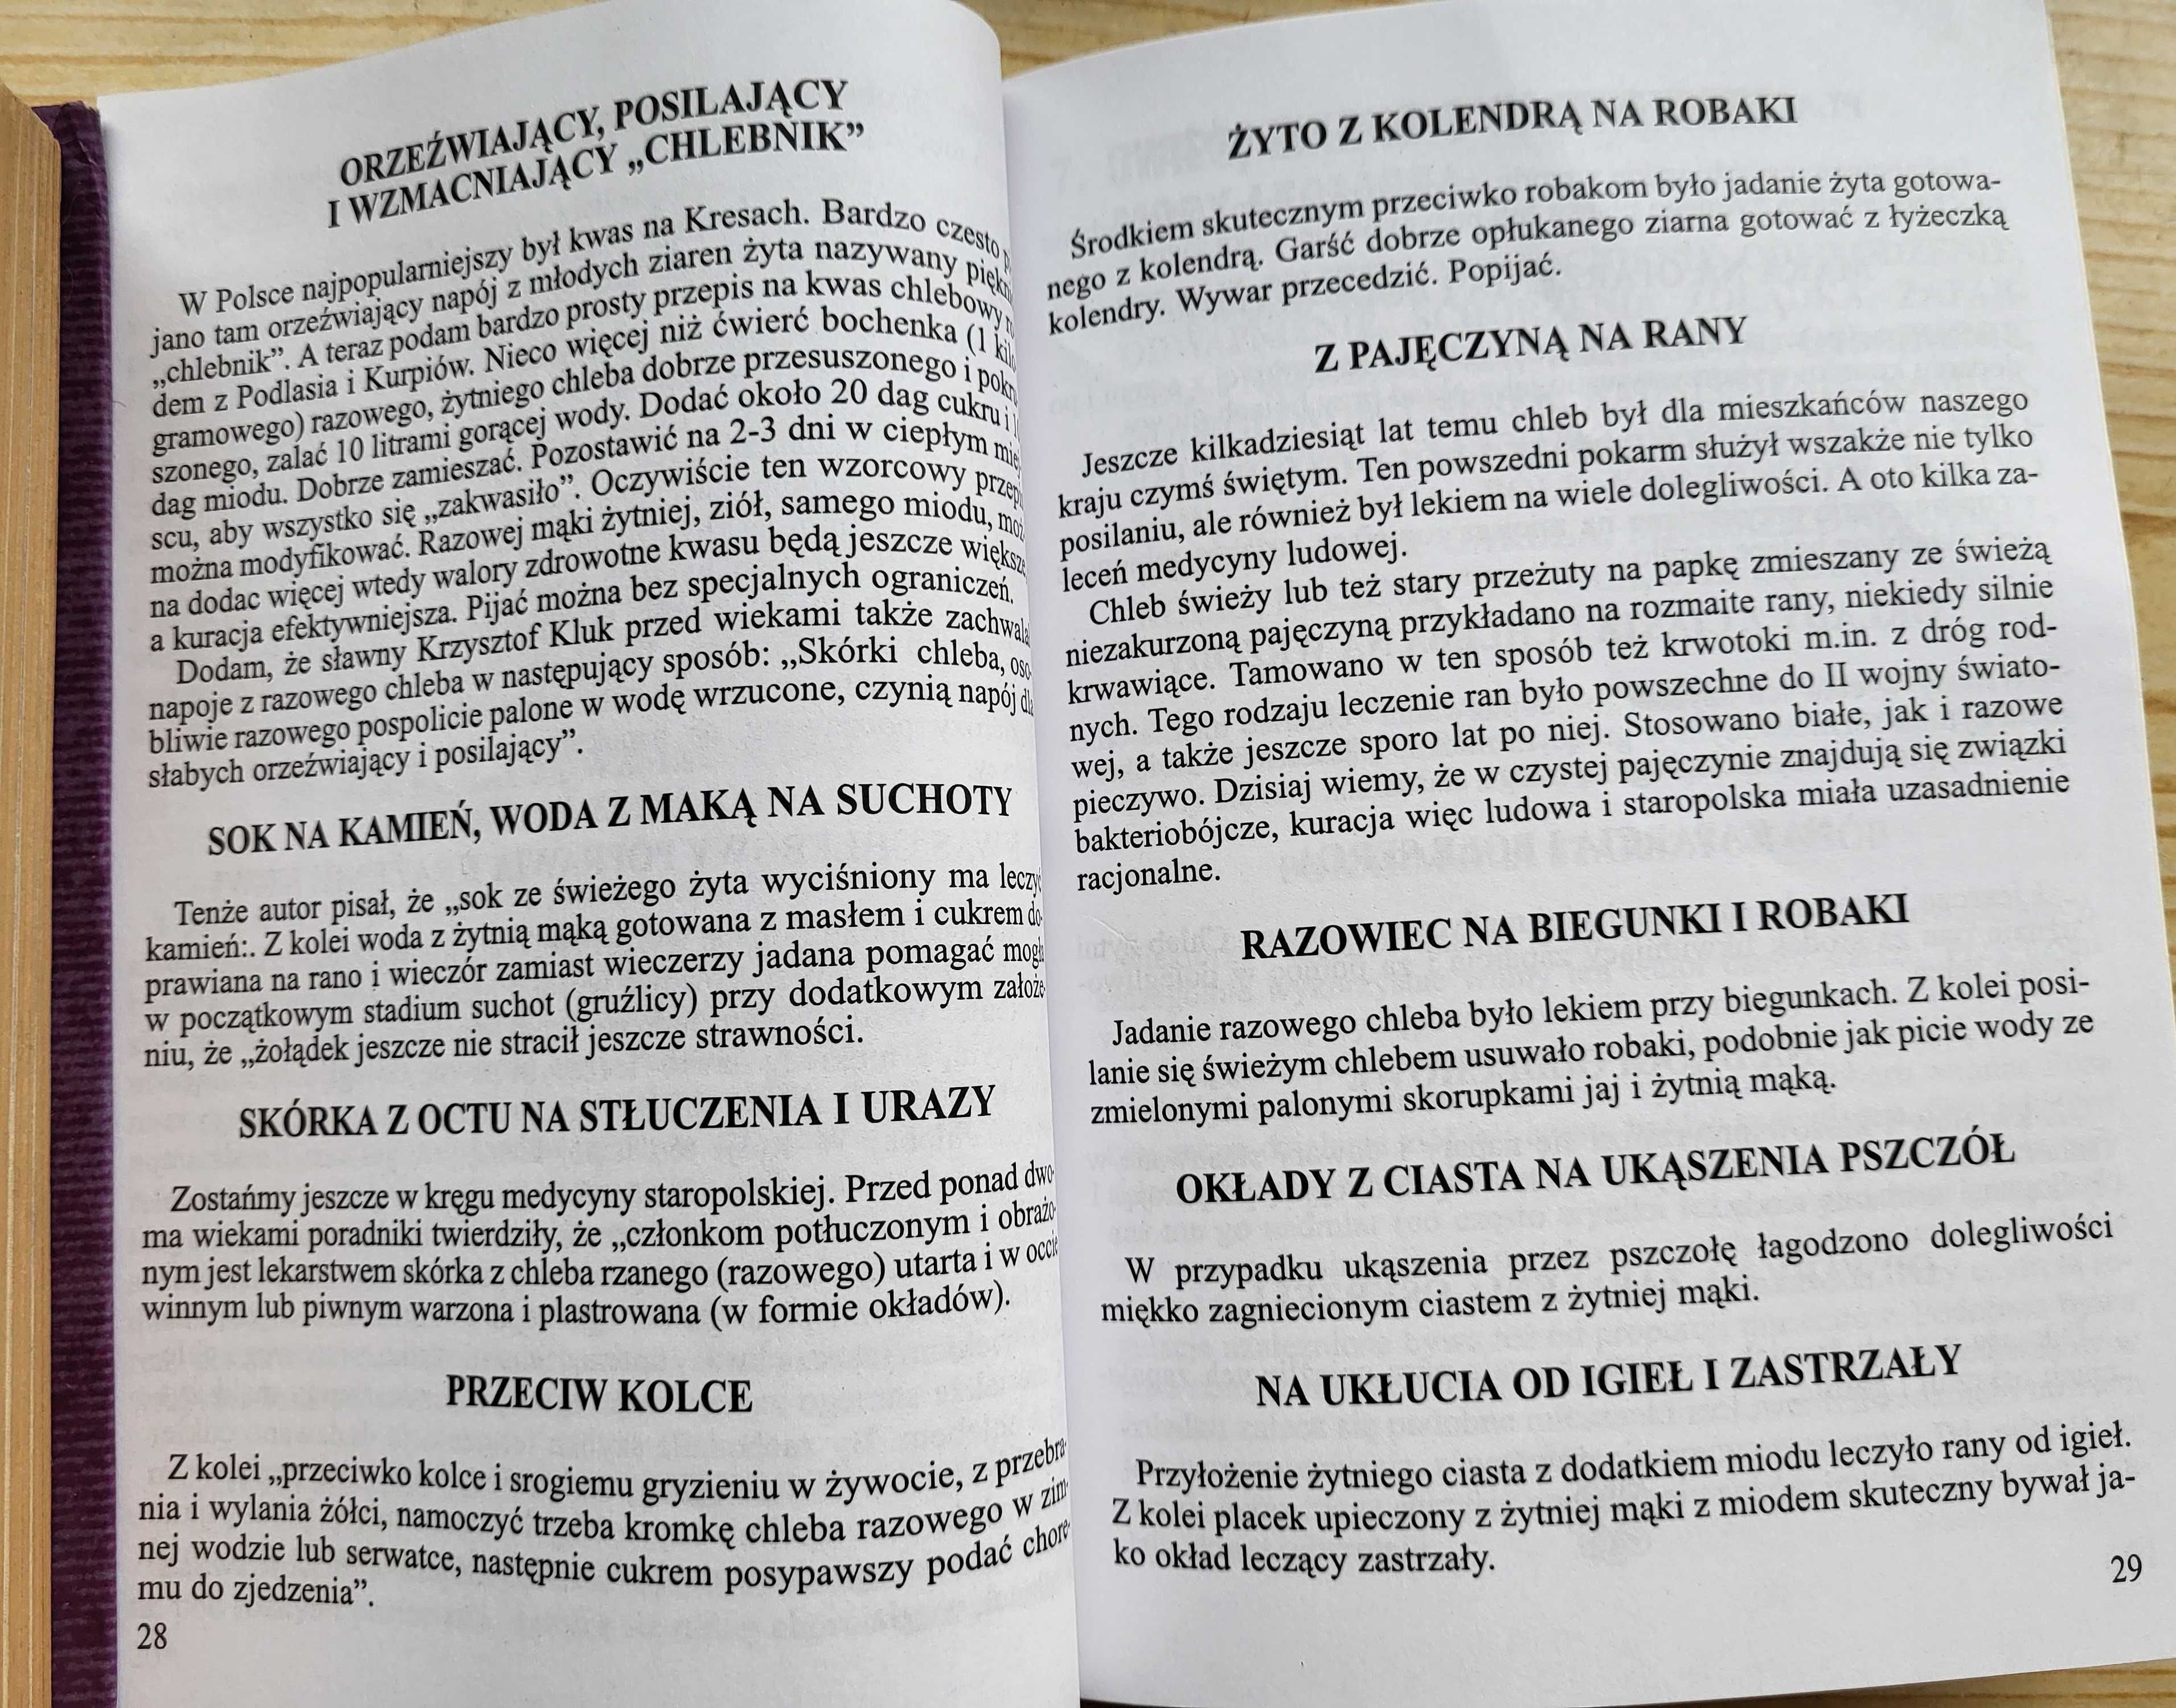 ORZEŹWIAJĄCY, POSILAJĄCY
I WZMACNIAJĄCY „CHLEBNIK”
W Polsce najpopularniejszy był kwas na Kresach. Bardzo często
jano tam orzeźwiający napój z młodych ziaren żyta nazywany
„chlebnik”. A teraz podam bardzo prosty przepis na kwas chlebowy
dem z Podlasia i Kurpiów. Nieco więcej niż ćwierć bochenka (1
gramowego) razowego, żytniego chleba dobrze przesuszonego i
szonego, zalać 10 litrami gorącej wody. Dodać około 20 dag cukru i
dag miodu. Dobrze zamieszać. Pozostawić na 2-3 dni w ciepłym
scu, aby wszystko się „zakwasiło”. Oczywiście ten wzorcowy
można modyfikować. Razowej mąki żytniej, ziół, samego miodu,
na dodac więcej wtedy walory zdrowotne kwasu będą jeszcze większe
a kuracja efektywniejsza. Pijać można bez specjalnych ograniczeń.
Dodam, że sławny Krzysztof Kluk przed wiekami także
napoje z razowego chleba w następujący sposób: „Skórki chleba, oso-
bliwie razowego pospolicie palone w wodę wrzucone, czynią napój dla
słabych orzeźwiający i posilający”.
SOK NA KAMIEŃ, WODA Z MAKĄ NA SUCHOTY
Tenże autor pisał, że „sok ze świeżego żyta wyciśniony ma leczyć
kamień:. Z kolei woda z żytnią mąką gotowana z masłem i cukrem do-
prawiana na rano i wieczór zamiast wieczerzy jadana pomagać mogła
w początkowym stadium suchot (gruźlicy) przy dodatkowym założe-
niu, że „żołądek jeszcze nie stracił jeszcze strawności.
SKÓRKA Z OCTU NA STŁUCZENIA I URAZY
Zostańmy jeszcze w kręgu medycyny staropolskiej. Przed ponad dwo-
ma wiekami poradniki twierdziły, że „członkom potłuczonym i obrażo-
nym jest lekarstwem skórka z chleba rzanego (razowego) utarta i w occie
winnym lub piwnym warzona i plastrowana (w formie okładów).
PRZECIW KOLCE
Z kolei „przeciwko kolce i srogiemu gryzieniu w żywocie, z przebra-
nia i wylania żółci, namoczyć trzeba kromkę chleba razowego w zim-
nej wodzie lub serwatce, następnie cukrem posypawszy podać chore-
mu do zjedzenia”.
28
ŻYTO Z KOLENDRĄ NA ROBAKI
Środkiem skutecznym przeciwko robakom było jadanie żyta gotowa-
nego z kolendrą. Garść dobrze opłukanego ziarna gotować z łyżeczką
kolendry. Wywar przecedzić. Popijać.
Z PAJĘCZYNĄ NA RANY
Jeszcze kilkadziesiąt lat temu chleb był dla mieszkańców naszego
kraju czymś świętym. Ten powszedni pokarm służył wszakże nie tylko
posilaniu, ale również był lekiem na wiele dolegliwości. A oto kilka za-
leceń medycyny ludowej.
Chleb świeży lub też stary przeżuty na papkę zmieszany ze świeżą
niezakurzoną pajęczyną przykładano na rozmaite rany, niekiedy silnie
krwawiące. Tamowano w ten sposób też krwotoki m.in. z dróg rod-
nych. Tego rodzaju leczenie ran było powszechne do II wojny świato-
wej, a także jeszcze sporo lat po niej. Stosowano białe, jak i razowe
pieczywo. Dzisiaj wiemy, że w czystej pajęczynie znajdują się związki
bakteriobójcze, kuracja więc ludowa i staropolska miała uzasadnienie
racjonalne.
RAZOWIEC NA BIEGUNKI I ROBAKI
Jadanie razowego chleba było lekiem przy biegunkach. Z kolei posi-
lanie się świeżym chlebem usuwało robaki, podobnie jak picie wody ze
zmielonymi palonymi skorupkami jaj i żytnią mąką.
OKŁADY Z CIASTA NA UKĄSZENIA PSZCZÓŁ
W przypadku ukąszenia przez pszczołę łagodzono dolegliwości
miękko zagniecionym ciastem z żytniej mąki.
NA UKŁUCIA OD IGIEŁ I ZASTRZAŁY
Przyłożenie żytniego ciasta z dodatkiem miodu leczyło rany od igieł.
Z kolei placek upieczony z żytniej mąki z miodem skuteczny bywał ja-
ko okład leczący zastrzały.
29